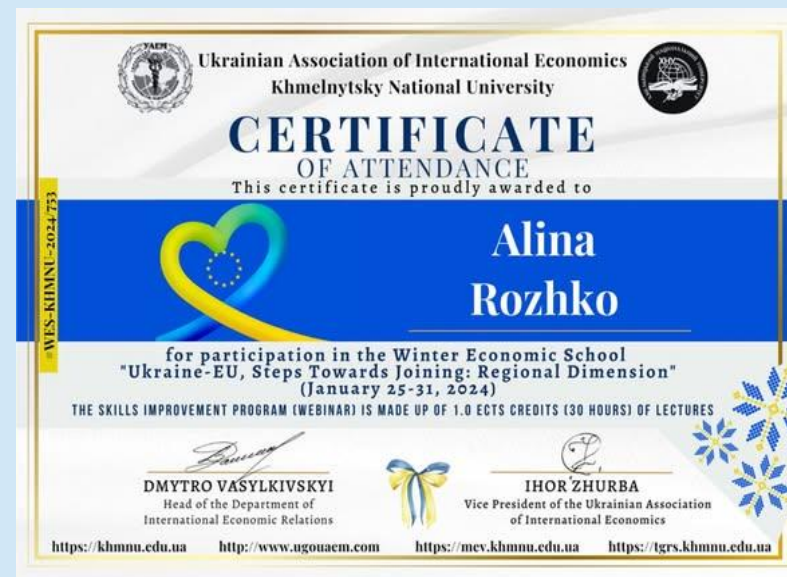 УАЕМ
Ukrainian Association of International Economics
Khmelnytsky National University
CERTIFICATE
OF ATTENDANCE
This certificate is proudly awarded to
#WES-KHMNU-2024/753
Alina
Rozhko
for participation in the Winter Economic School
"Ukraine-EU, Steps Towards Joining: Regional Dimension"
(January 25-31, 2024)
THE SKILLS IMPROVEMENT PROGRAM (WEBINAR) IS MADE UP OF 1.0 ECTS CREDITS (30 HOURS) OF LECTURES
DMYTRO VASYLKIVSKYI
Head of the Department of
International Economic Relations
IHOR ZHURBA
Vice President of the Ukrainian Association
of International Economics
https://khmnu.edu.ua http://www.ugouaem.com https://mev.khmnu.edu.ua https://tgrs.khmnu.edu.ua